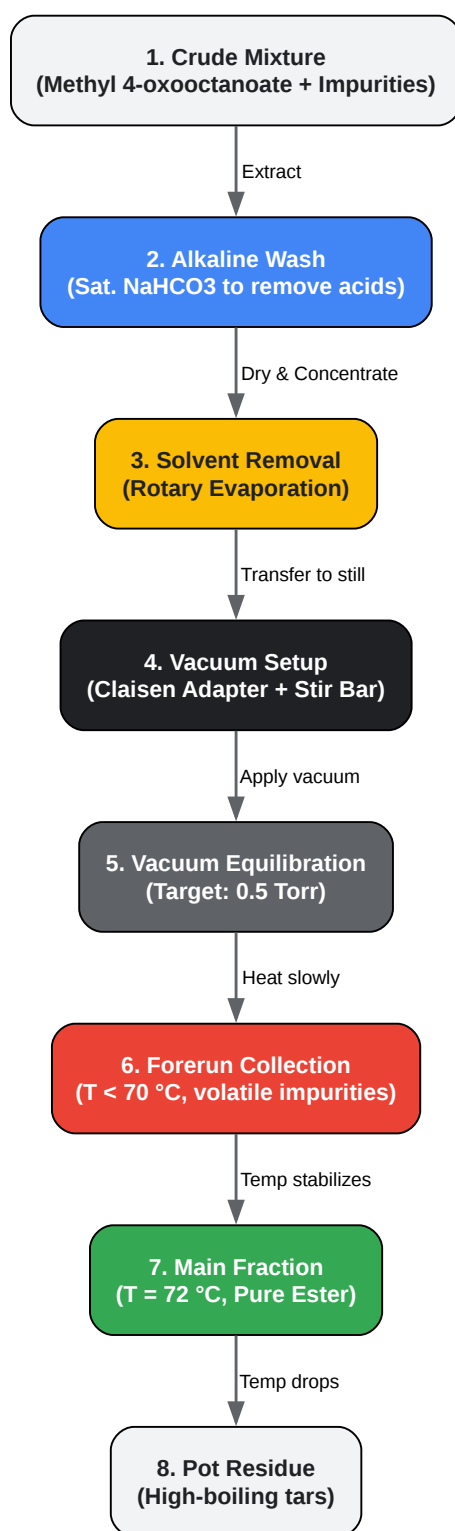 1. Crude Mixture
(Methyl 4-oxooctanoate + Impurities)
Extract
2. Alkaline Wash
(Sat. NaHCO3 to remove acids)
Dry & Concentrate
3. Solvent Removal
(Rotary Evaporation)
Transfer to still
4. Vacuum Setup
(Claisen Adapter + Stir Bar)
Apply vacuum
5. Vacuum Equilibration
(Target: 0.5 Torr)
Heat slowly
6. Forerun Collection
(T < 70 °C, volatile impurities)
Temp stabilizes
7. Main Fraction
(T = 72 °C, Pure Ester)
Temp drops
8. Pot Residue
(High-boiling tars)